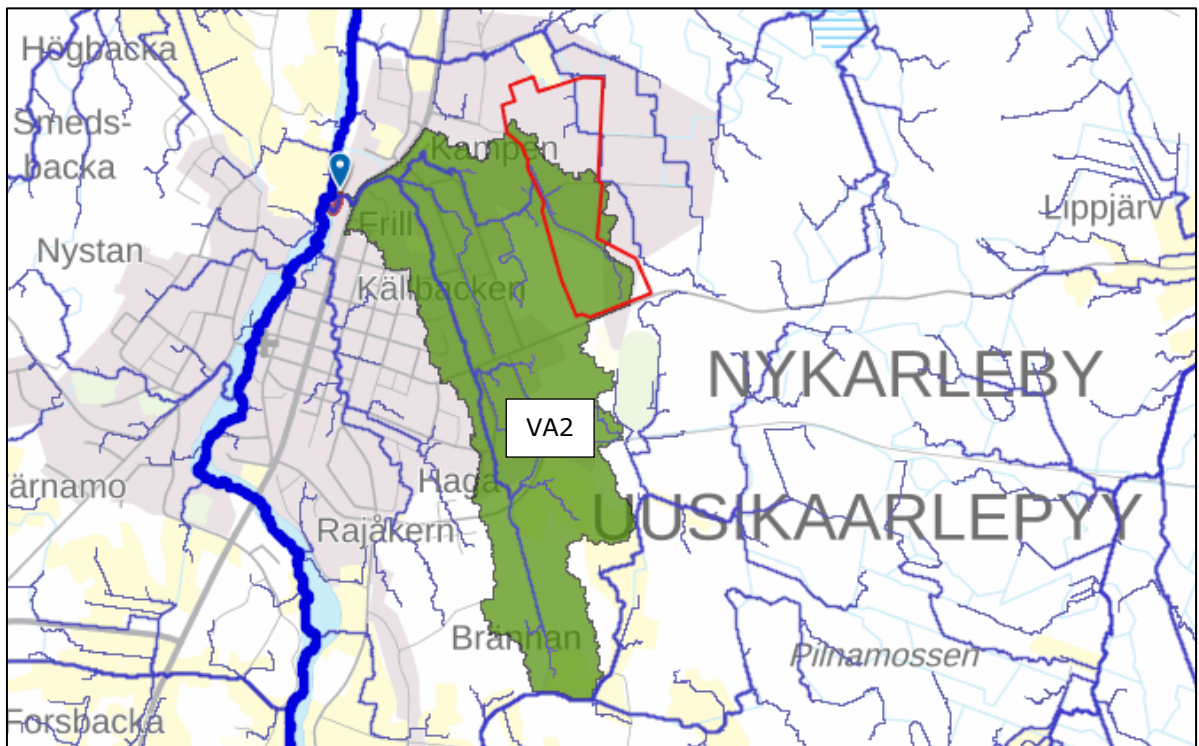 Högbacka
Smeds-
backa
Kampen
Frill
Lippjärv
Nystan
Källbacken
NYKARLEBY
VA2
Haga
ärnamo
UUSIKAARLEPYY
Rajåkern
Brännan
Pilnamossen
Forsbacka